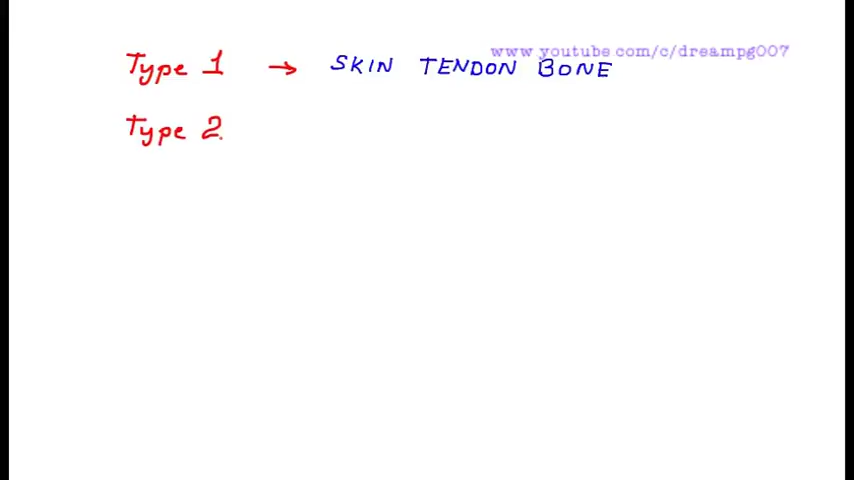 www.youtube.com/c/dreampg007
Type 1 → SKIN TENDON BONE
Type 2